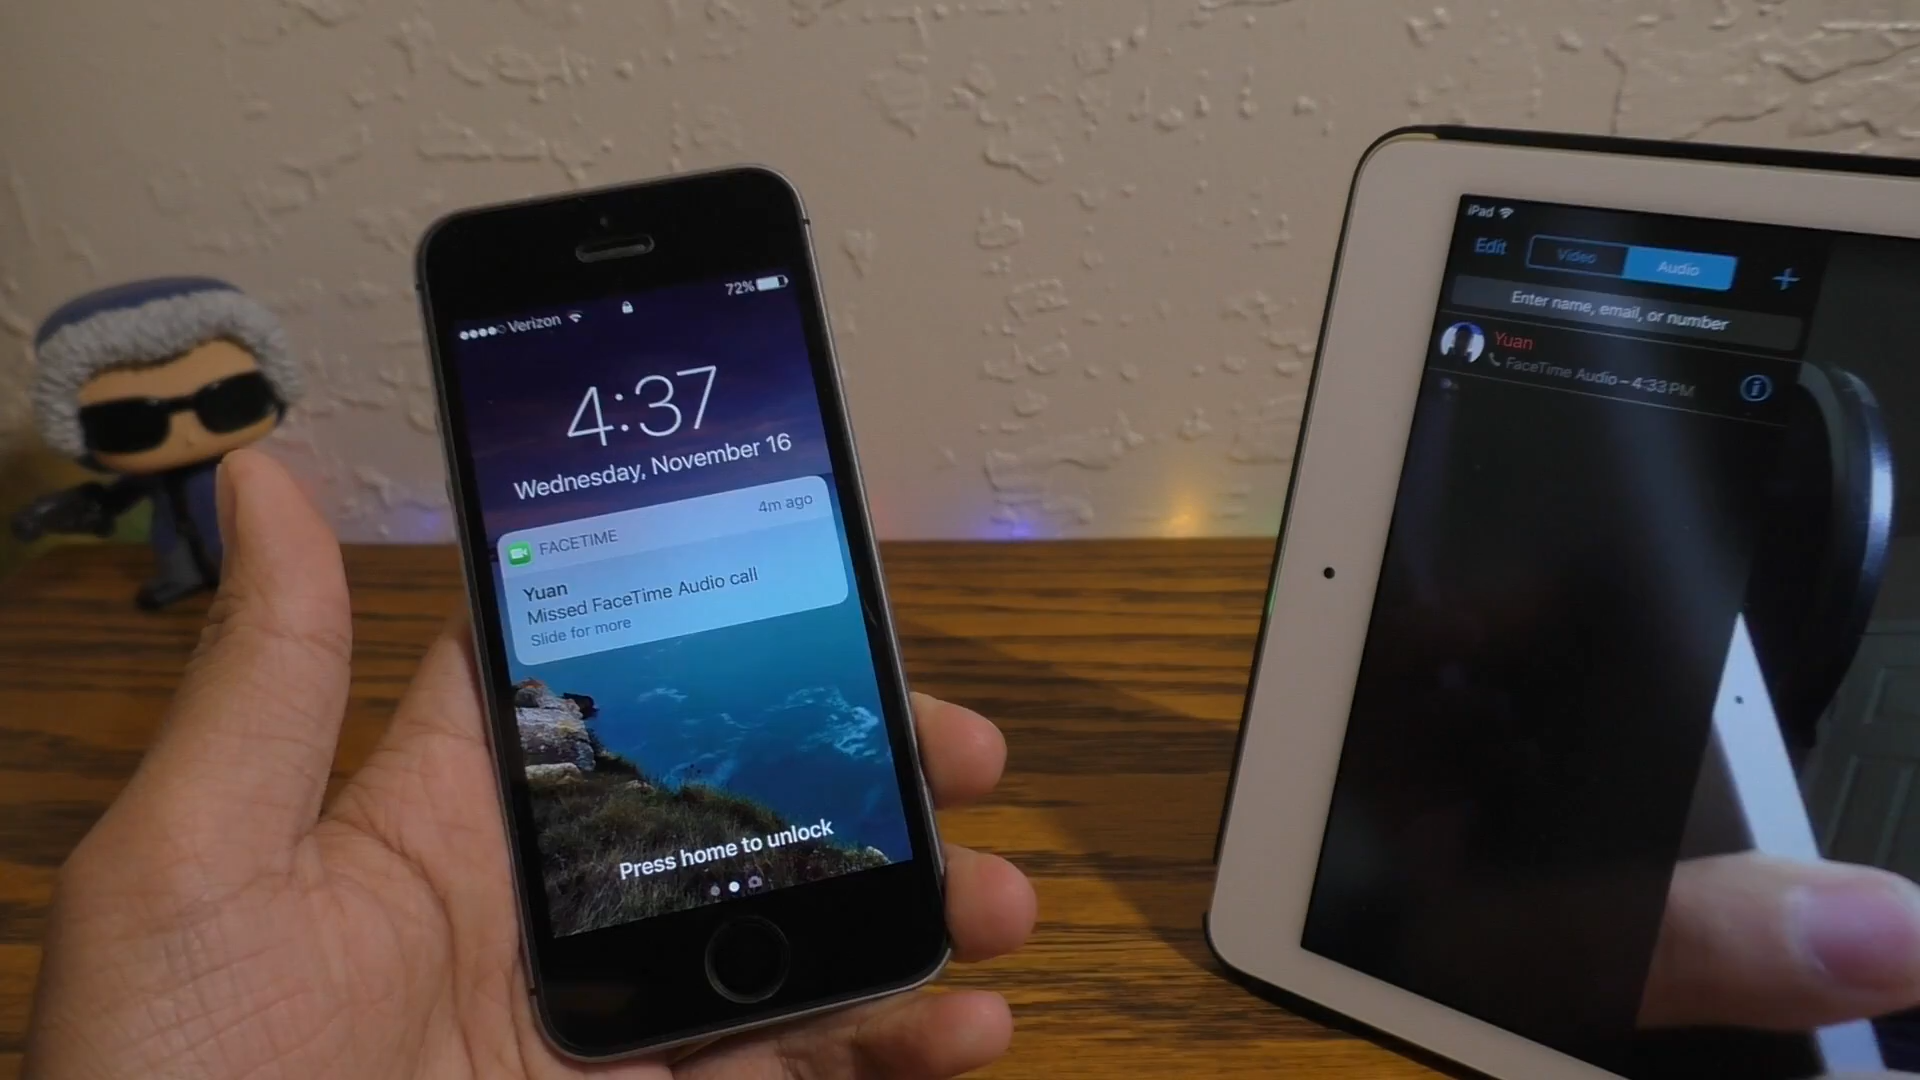 Verizon
72%
4:37
Wednesday, November 16
FACETIME
4m ago
Yuan
Missed FaceTime Audio call
Slide for more
Press home to unlock
iPad
Edit
Video
Audio
+
Enter name, email, or number
Yuan
FaceTime Audio – 4:33 PM